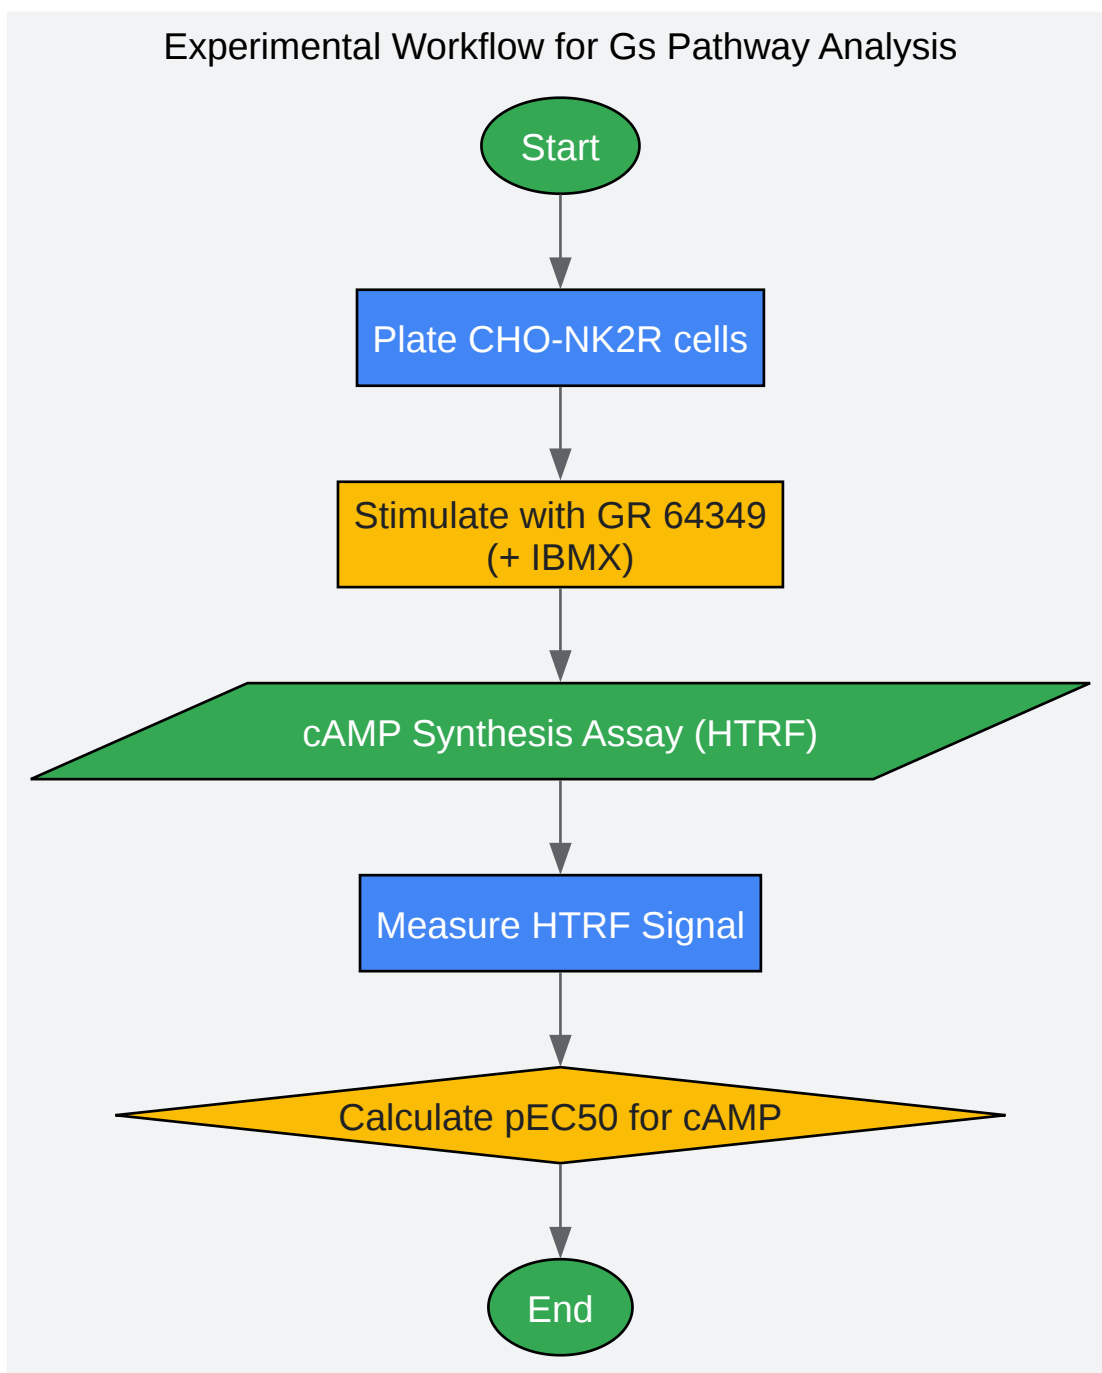 Experimental Workflow for Gs Pathway Analysis
Start
Plate CHO-NK2R cells
Stimulate with GR 64349
(+ IBMX)
cAMP Synthesis Assay (HTRF)
Measure HTRF Signal
Calculate pEC50 for cAMP
End